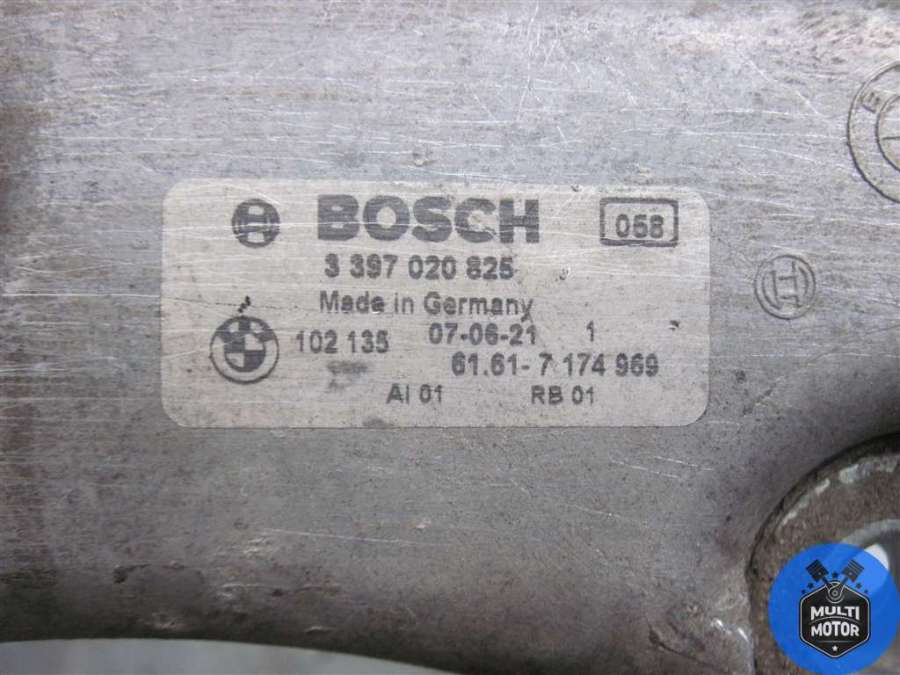 BOSCH 058
3 397 020 825
Made in Germany
102 135 07-06-21 1
61.61- 7 174 969
AI 01 RB 01
MULTI
MOTOR